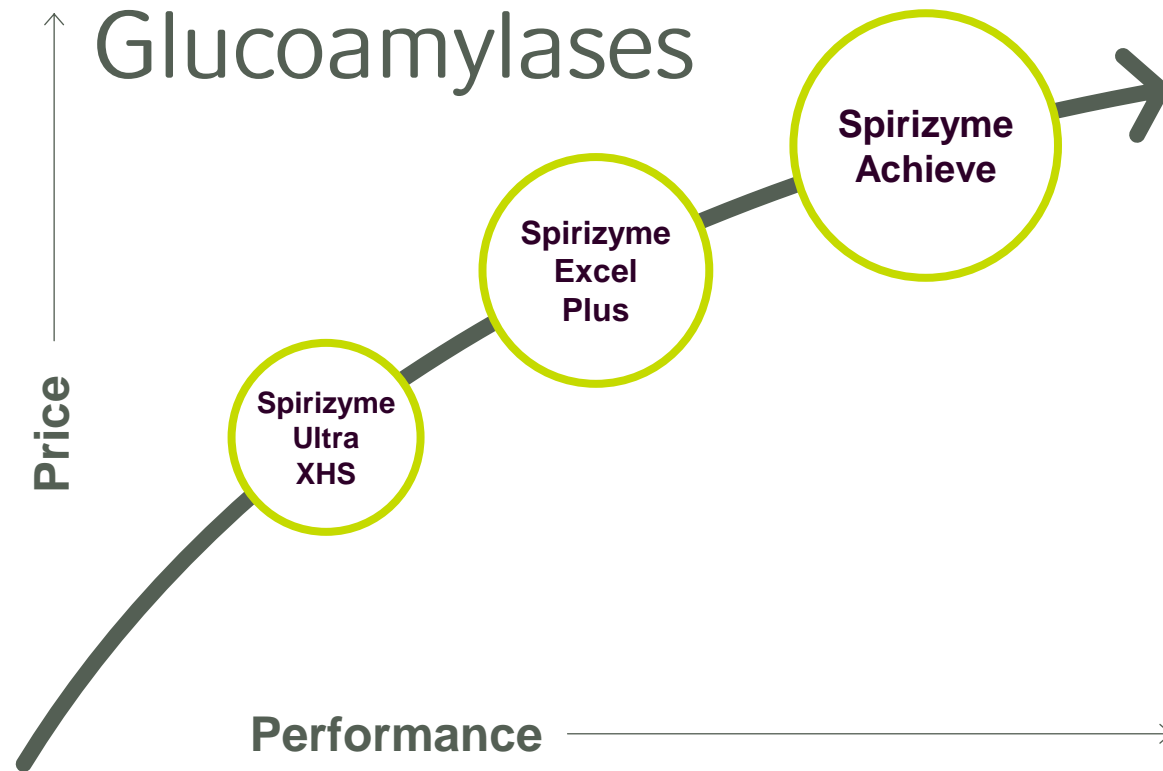 Glucoamylases
Spirizyme
Achieve
Spirizyme
Excel
Plus
Spirizyme
Ultra
XHS
Price
Performance